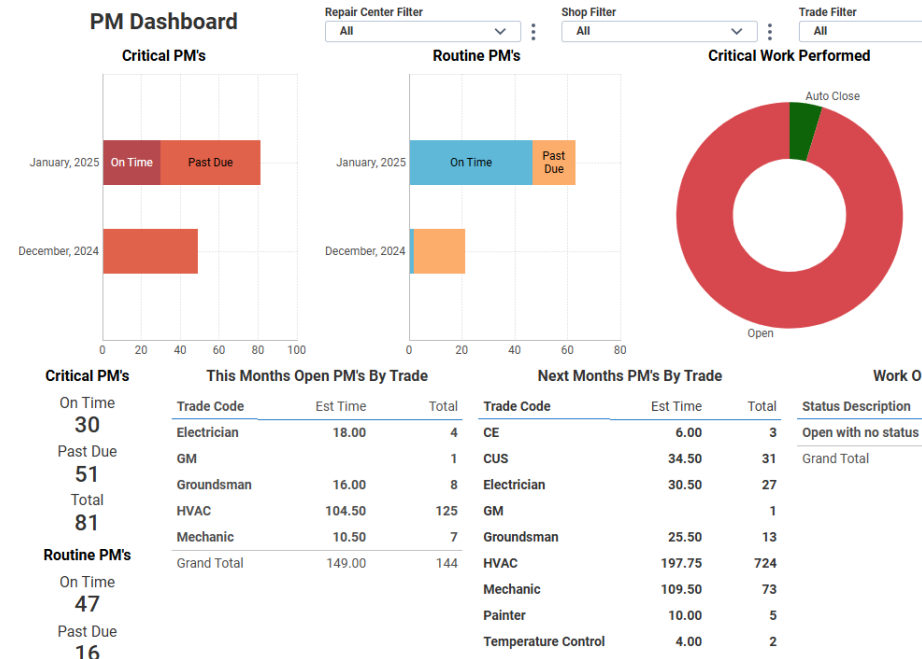 PM Dashboard
Repair Center Filter
All
Shop Filter
All
Trade Filter
All
Critical PM's
January, 2025
On Time
Past Due
December, 2024
0 20 40 60 80 100
Routine PM's
January, 2025
On Time
Past
Due
December, 2024
0 20 40 60 80
Critical Work Performed
Auto Close
Open
Critical PM's
On Time
30
Past Due
51
Total
81
Routine PM's
On Time
47
Past Due
16
This Months Open PM's By Trade
Trade Code Est Time Total
Electrician 18.00 4
GM 1
Groundsman 16.00 8
HVAC 104.50 125
Mechanic 10.50 7
Grand Total 149.00 144
Next Months PM's By Trade
Trade Code Est Time Total
CE 6.00 3
CUS 34.50 31
Electrician 30.50 27
GM 1
Groundsman 25.50 13
HVAC 197.75 724
Mechanic 109.50 73
Painter 10.00 5
Temperature Control 4.00 2
Work O
Status Description
Open with no status
Grand Total